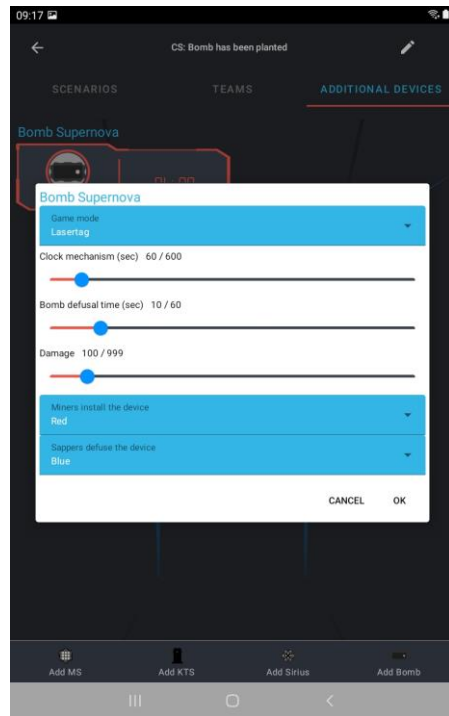 09:17
CS: Bomb has been planted
SCENARIOS TEAMS ADDITIONAL DEVICES
Bomb Supernova
01:00
Bomb Supernova
Game mode
Lasertag
Clock mechanism (sec) 60 / 600
Bomb defusal time (sec) 10 / 60
Damage 100 / 999
Miners install the device
Red
Sappers defuse the device
Blue
CANCEL OK
Add MS Add KTS Add Sirius Add Bomb